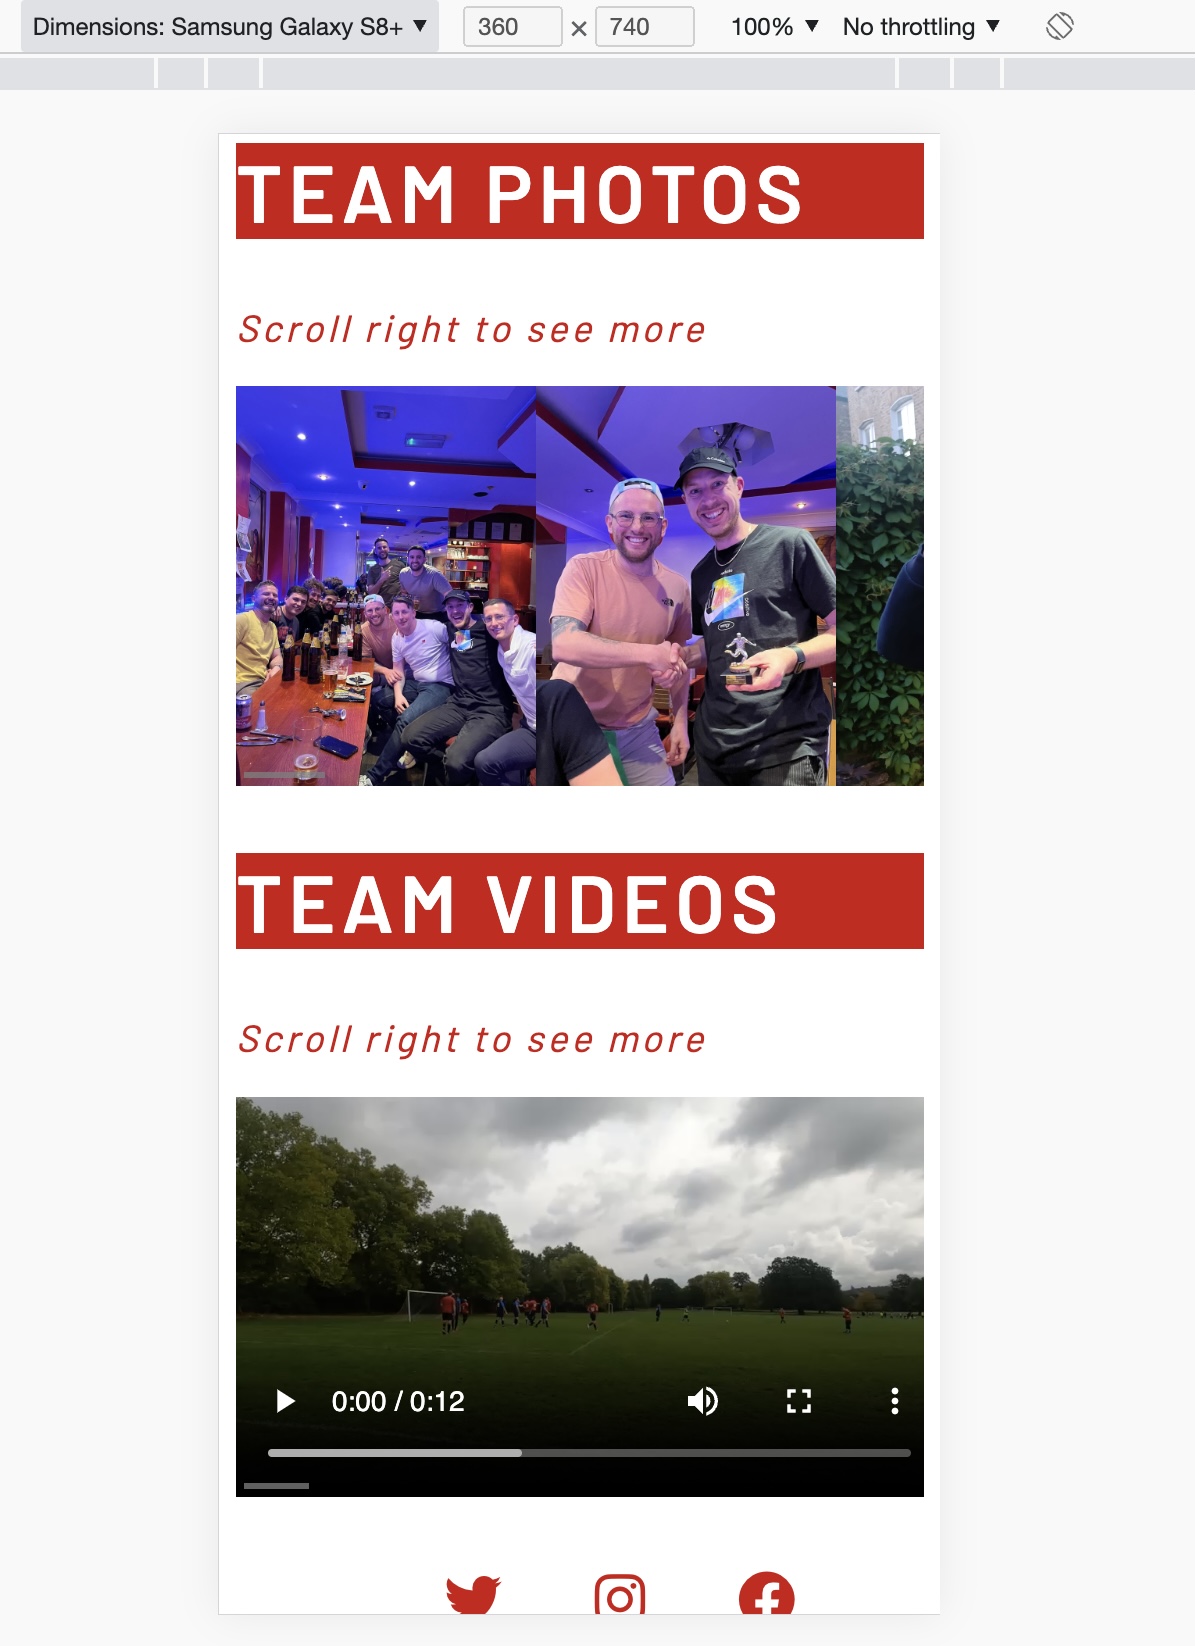 Dimensions: Samsung Galaxy S8+ ▼ 360 × 740 100% ▼ No throttling ▼
TEAM PHOTOS
Scroll right to see more
TEAM VIDEOS
Scroll right to see more
0:00 / 0:12